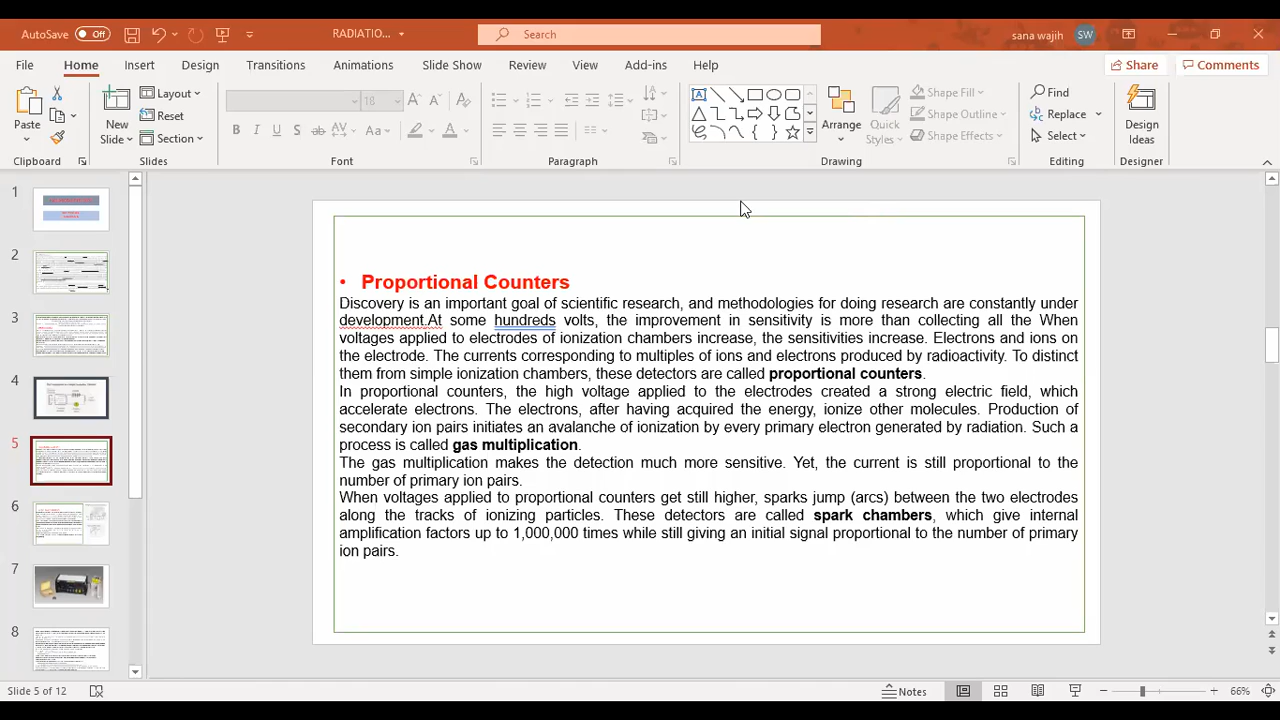 AutoSave Off RADIATIO... Search sana wajih SW
File Home Insert Design Transitions Animations Slide Show Review View Add-ins Help Share Comments
Paste New Slide Layout Reset Section 18 Arrange Quick Styles Shape Fill Shape Outline Shape Effects Find Replace Select Design Ideas
Clipboard Slides Font Paragraph Drawing Editing Designer
1
2
3
4
5
6
7
8
• Proportional Counters
Discovery is an important goal of scientific research, and methodologies for doing research are constantly under
development.At some hundreds volts, the improvement in sensitivity is more than collecting all the When
voltages applied to electrodes of ionization chambers increase, the sensitivities increase. Electrons and ions on
the electrode. The currents corresponding to multiples of ions and electrons produced by radioactivity. To distinct
them from simple ionization chambers, these detectors are called proportional counters.
In proportional counters, the high voltage applied to the electrodes created a strong electric field, which
accelerate electrons. The electrons, after having acquired the energy, ionize other molecules. Production of
secondary ion pairs initiates an avalanche of ionization by every primary electron generated by radiation. Such a
process is called gas multiplication.
The gas multiplication makes the detection much more sensitive. Yet, the current is still proportional to the
number of primary ion pairs.
When voltages applied to proportional counters get still higher, sparks jump (arcs) between the two electrodes
along the tracks of ionizing particles. These detectors are called spark chambers, which give internal
amplification factors up to 1,000,000 times while still giving an initial signal proportional to the number of primary
ion pairs.
Slide 5 of 12 Notes 66%